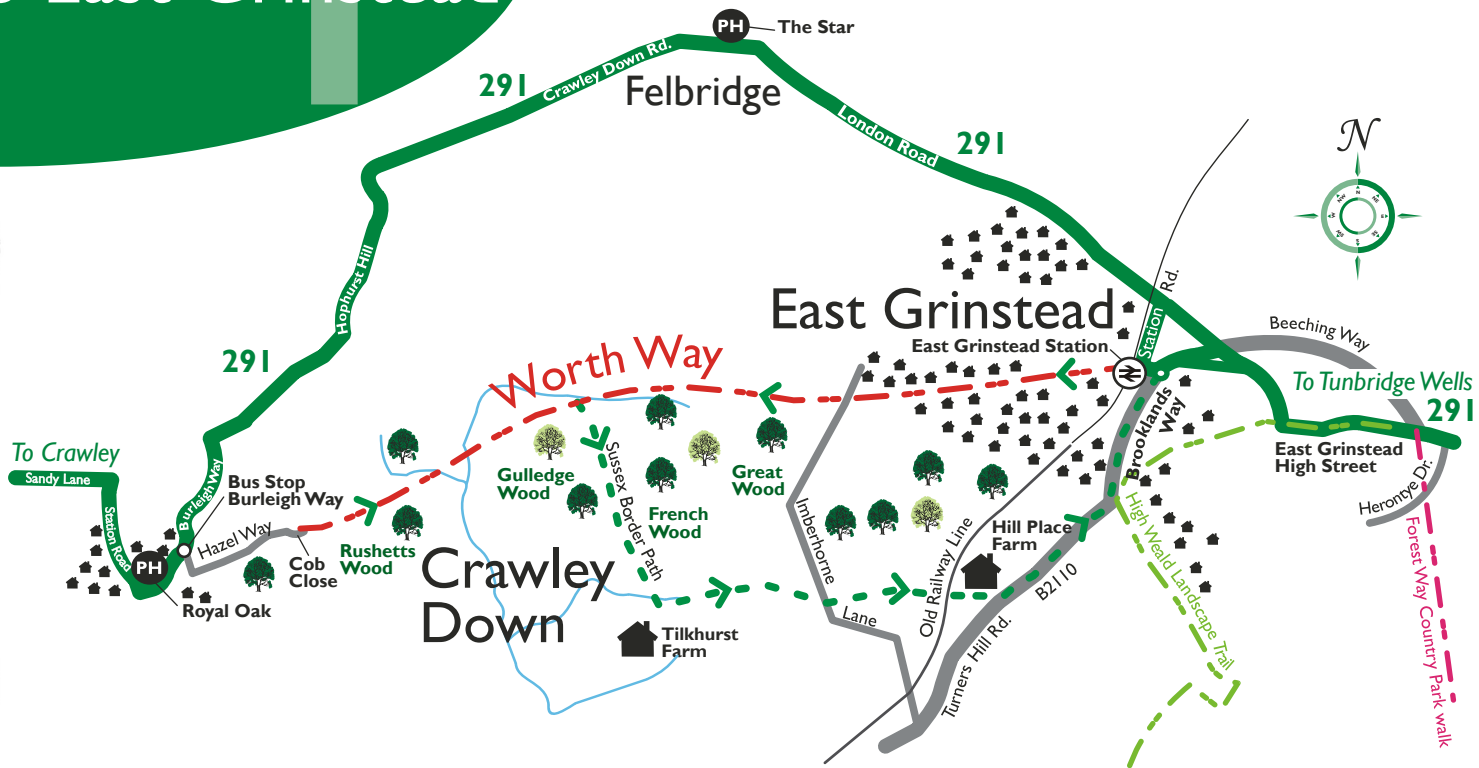 East Grinstead
PH
The Star
291
Crawley Down Rd.
Felbridge
London Road
291
N
Hophurst Hill
East Grinstead
Station Rd.
East Grinstead Station
Beeching Way
291
Worth Way
To Tunbridge Wells
291
To Crawley
Sandy Lane
Station Road
Burleigh Way
Bus Stop
Burleigh Way
Hazel Way
Cob
Close
Rushetts
Wood
PH
Royal Oak
Gulledge
Wood
Sussex Border Path
French
Wood
Great
Wood
Crawley
Down
Tilkhurst
Farm
Imberhorne
Lane
Old Railway Line
Hill Place
Farm
Turners Hill Rd.
B2110
Brooklands
Way
East Grinstead
High Street
Herontye Dr.
High Weald Landscape Trail
Forest Way Country Park walk